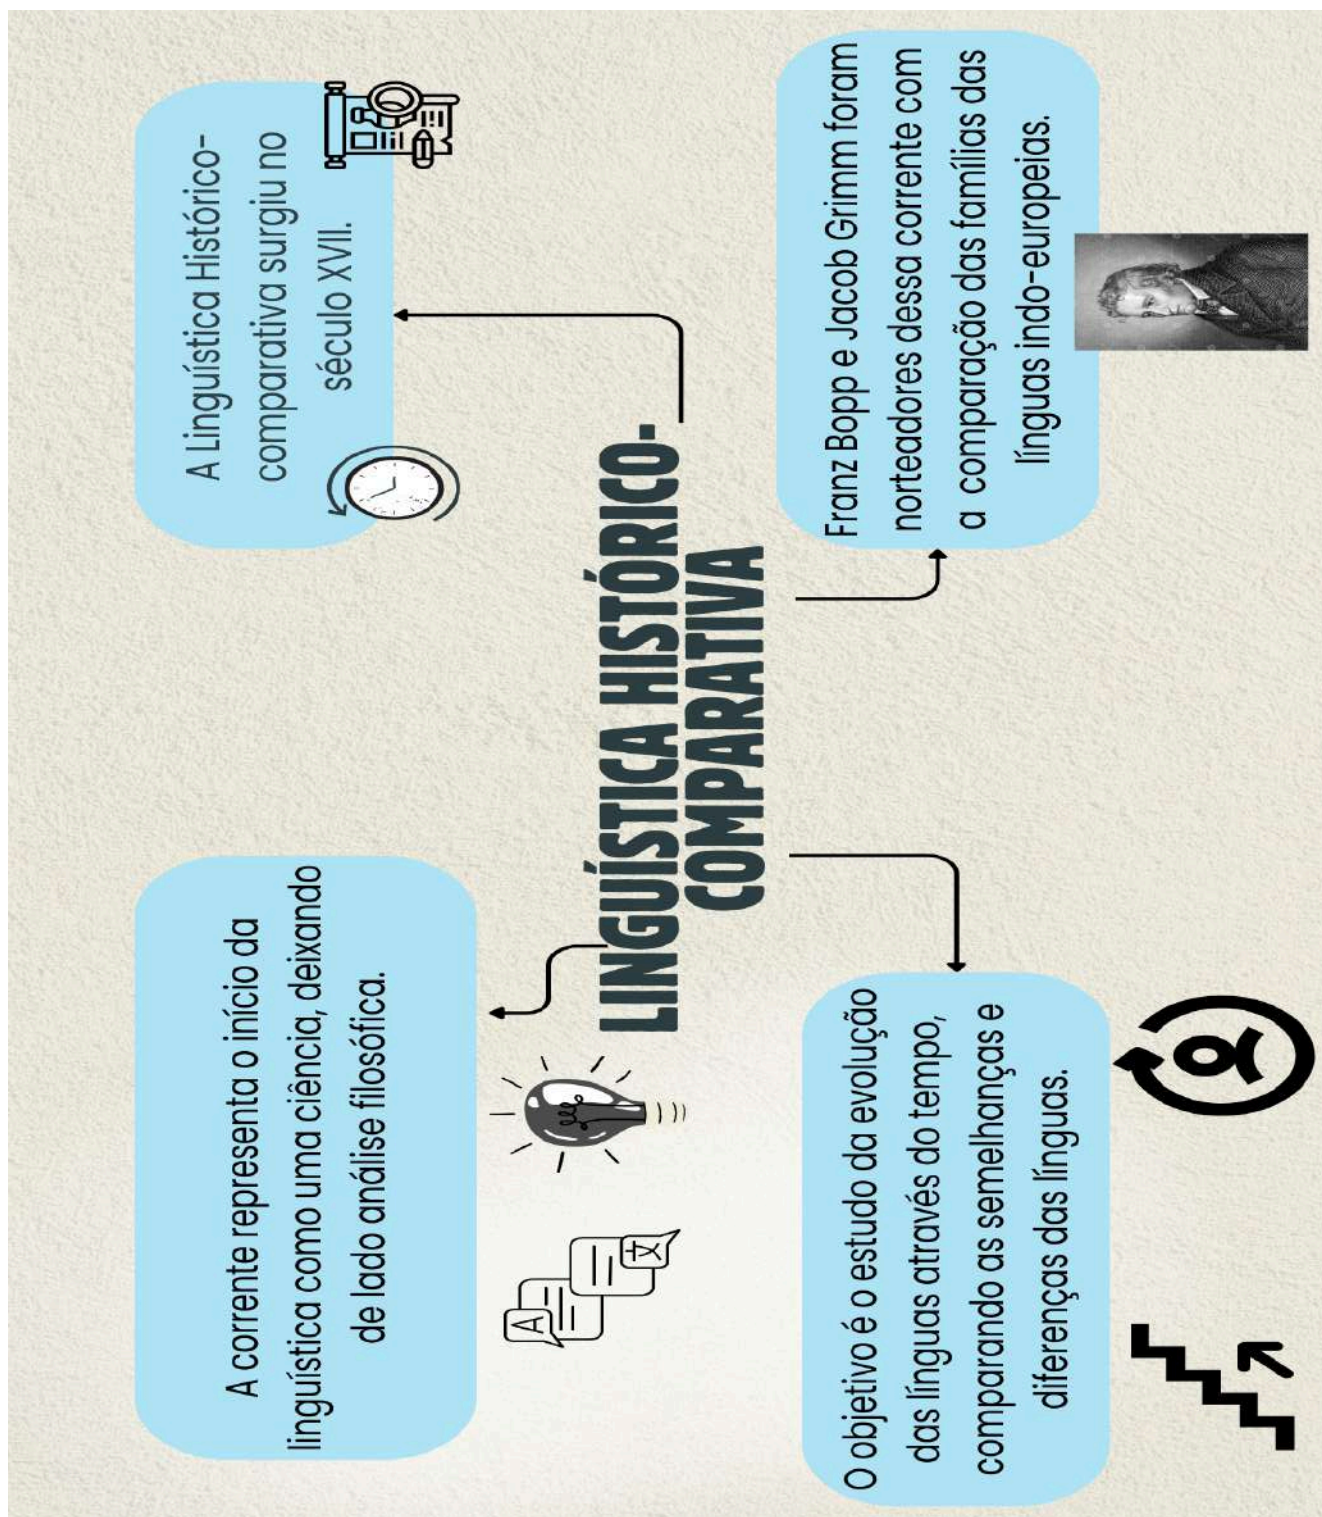 A corrente representa o início da
linguística como uma ciência, deixando
de lado análise filosófica.
A Linguística Histórico-
comparativa surgiu no
século XVII.
A
文
LINGUÍSTICA HISTÓRICO-
COMPARATIVA
O objetivo é o estudo da evolução
das línguas através do tempo,
comparando as semelhanças e
diferenças das línguas.
Franz Bopp e Jacob Grimm foram
norteadores dessa corrente com
a comparação das famílias das
línguas indo-europeias.